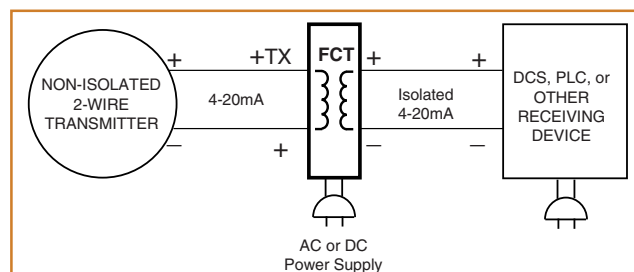 + +TX FCT + +
NON-ISOLATED
2-WIRE
TRANSMITTER
4-20mA
Isolated
4-20mA
DCS, PLC, or
OTHER
RECEIVING
DEVICE
– + – –
AC or DC
Power Supply